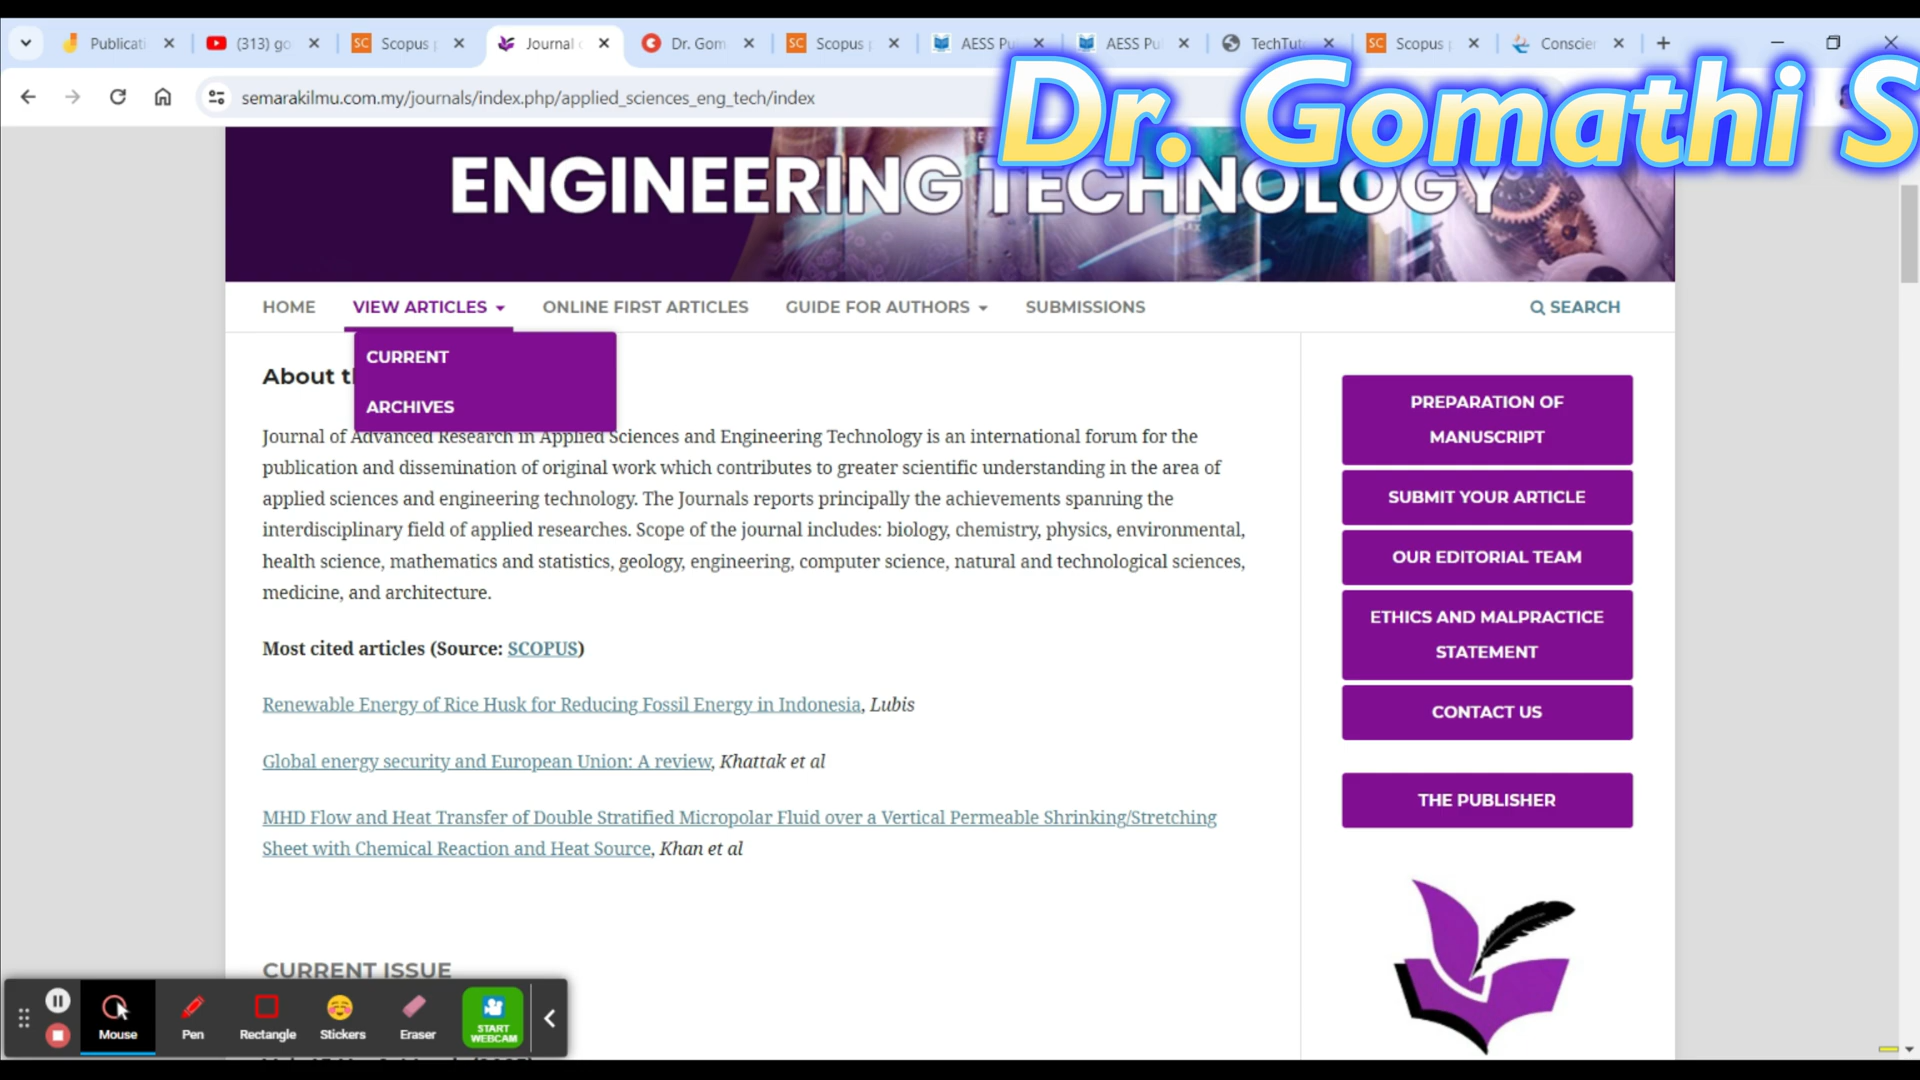 Publicati
(313) go
Scopus p
Journal o
Dr. Gom
Scopus p
AESS Pu
AESS Pu
TechTut
Scopus
Conscie
semarakilmu.com.my/journals/index.php/applied_sciences_eng_tech/index
Dr. Gomathi S
ENGINEERING TECHNOLOGY
HOME
VIEW ARTICLES
ONLINE FIRST ARTICLES
GUIDE FOR AUTHORS
SUBMISSIONS
SEARCH
CURRENT
ARCHIVES
About t
Journal of Advanced Research in Applied Sciences and Engineering Technology is an international forum for the
publication and dissemination of original work which contributes to greater scientific understanding in the area of
applied sciences and engineering technology. The Journals reports principally the achievements spanning the
interdisciplinary field of applied researches. Scope of the journal includes: biology, chemistry, physics, environmental,
health science, mathematics and statistics, geology, engineering, computer science, natural and technological sciences,
medicine, and architecture.
Most cited articles (Source: SCOPUS)
Renewable Energy of Rice Husk for Reducing Fossil Energy in Indonesia, Lubis
Global energy security and European Union: A review, Khattak et al
MHD Flow and Heat Transfer of Double Stratified Micropolar Fluid over a Vertical Permeable Shrinking/Stretching
Sheet with Chemical Reaction and Heat Source, Khan et al
CURRENT ISSUE
PREPARATION OF
MANUSCRIPT
SUBMIT YOUR ARTICLE
OUR EDITORIAL TEAM
ETHICS AND MALPRACTICE
STATEMENT
CONTACT US
THE PUBLISHER
Mouse
Pen
Rectangle
Stickers
Eraser
START
WEBCAM